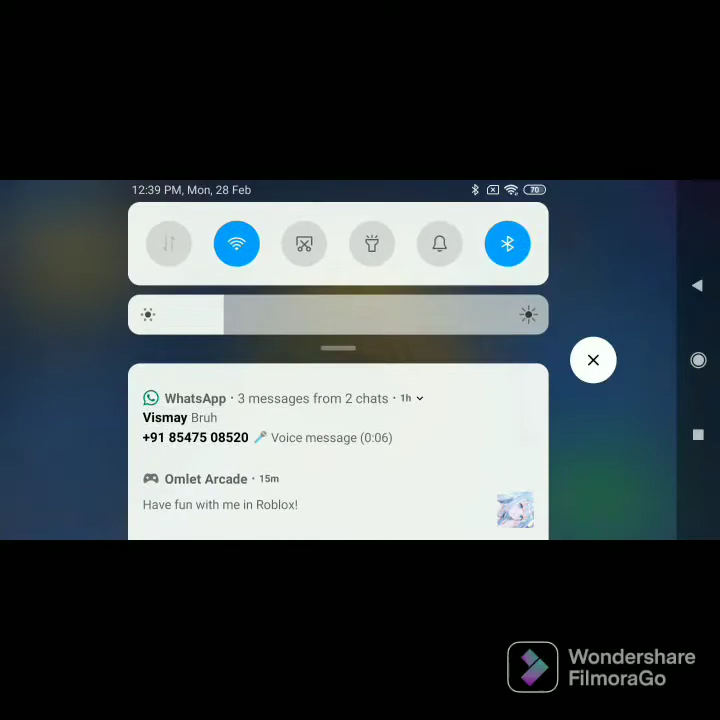 12:39 PM, Mon, 28 Feb
70
WhatsApp · 3 messages from 2 chats · 1h
Vismay Bruh
+91 85475 08520 🎤 Voice message (0:06)
Omlet Arcade · 15m
Have fun with me in Roblox!
Wondershare
FilmoraGo